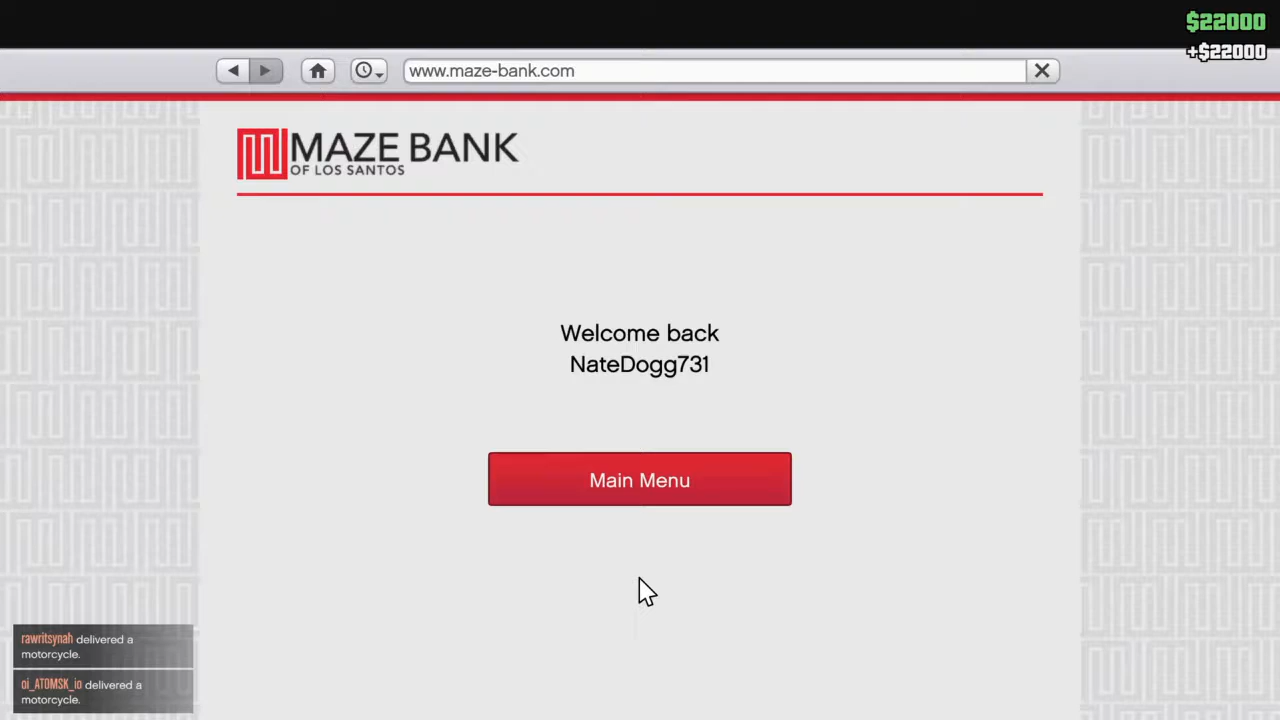 $22000
+$22000
www.maze-bank.com
MAZE BANK
OF LOS SANTOS
Welcome back
NateDogg731
Main Menu
rawritsynah delivered a
motorcycle.
oi_ATOMSK_io delivered a
motorcycle.